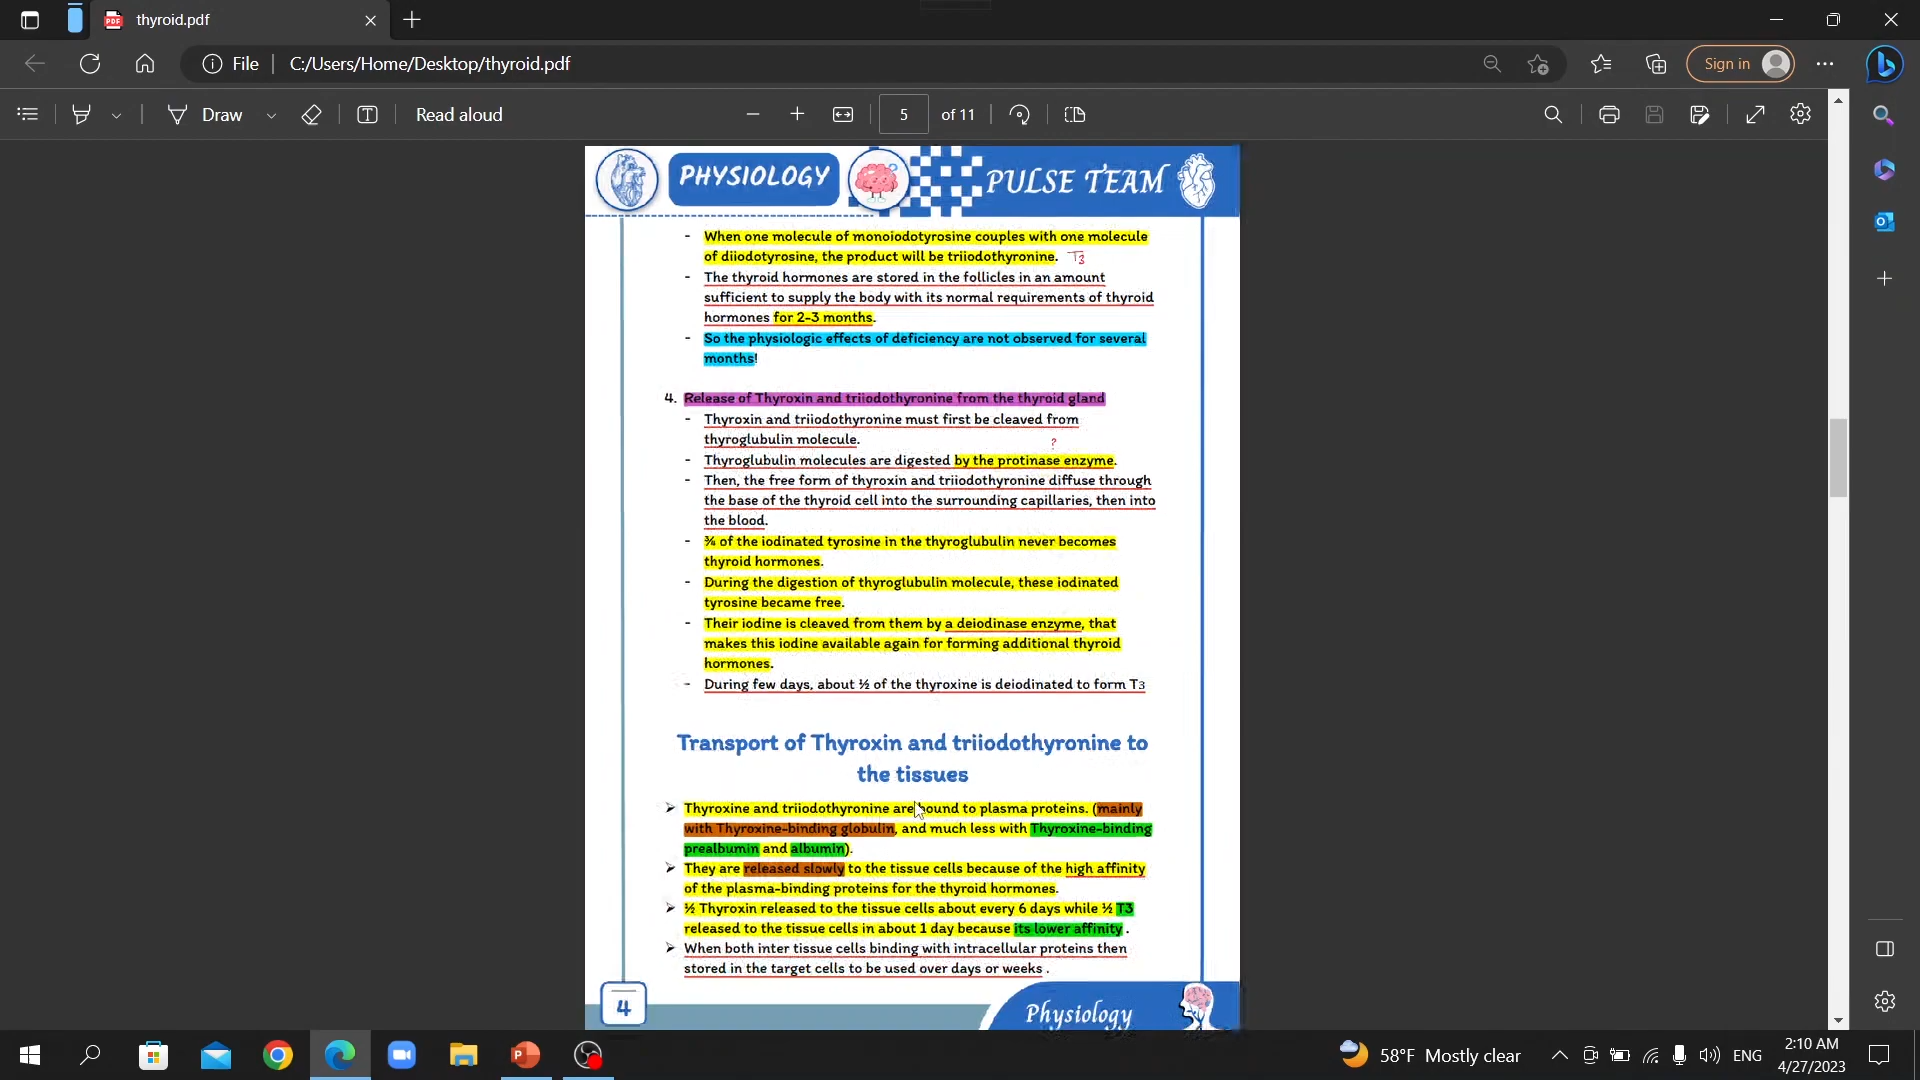 thyroid.pdf
File
C:/Users/Home/Desktop/thyroid.pdf
Sign in
Draw
Read aloud
5 of 11
PHYSIOLOGY
PULSE TEAM
- When one molecule of monoiodotyrosine couples with one molecule
of diiodotyrosine, the product will be triiodothyronine. T3
- The thyroid hormones are stored in the follicles in an amount
sufficient to supply the body with its normal requirements of thyroid
hormones for 2-3 months.
- So the physiologic effects of deficiency are not observed for several
months!
4. Release of Thyroxin and triiodothyronine from the thyroid gland
- Thyroxin and triiodothyronine must first be cleaved from
thyroglubulin molecule.
?
- Thyroglubulin molecules are digested by the protinase enzyme.
- Then, the free form of thyroxin and triiodothyronine diffuse through
the base of the thyroid cell into the surrounding capillaries, then into
the blood.
- ¾ of the iodinated tyrosine in the thyroglubulin never becomes
thyroid hormones.
- During the digestion of thyroglubulin molecule, these iodinated
tyrosine became free.
- Their iodine is cleaved from them by a deiodinase enzyme, that
makes this iodine available again for forming additional thyroid
hormones.
- During few days, about ½ of the thyroxine is deiodinated to form T3
Transport of Thyroxin and triiodothyronine to
the tissues
➢ Thyroxine and triiodothyronine are bound to plasma proteins. (mainly
with Thyroxine-binding globulin, and much less with Thyroxine-binding
prealbumin and albumin).
➢ They are released slowly to the tissue cells because of the high affinity
of the plasma-binding proteins for the thyroid hormones.
➢ ½ Thyroxin released to the tissue cells about every 6 days while ½ T3
released to the tissue cells in about 1 day because its lower affinity .
➢ When both inter tissue cells binding with intracellular proteins then
stored in the target cells to be used over days or weeks .
4
Physiology
58°F Mostly clear
ENG
2:10 AM
4/27/2023